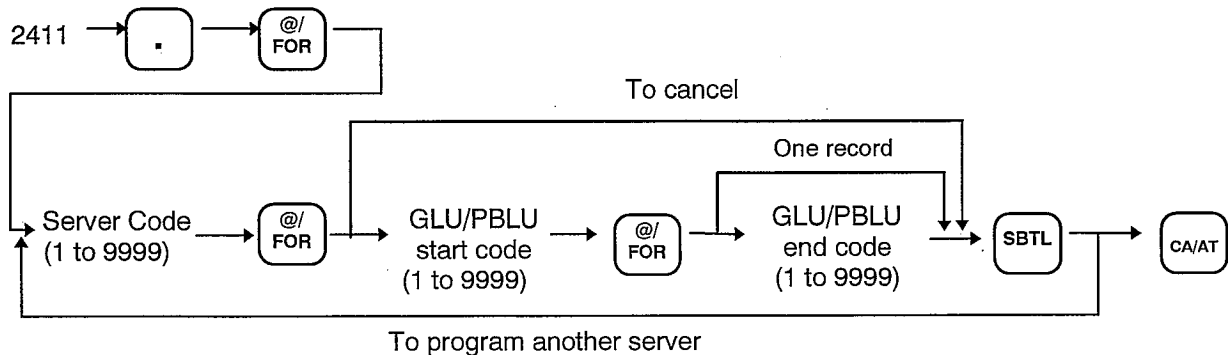 2411
.
@/
FOR
To cancel
One record
Server Code
(1 to 9999)
@/
FOR
GLU/PBLU
start code
(1 to 9999)
@/
FOR
GLU/PBLU
end code
(1 to 9999)
SBTL
CA/AT
To program another server